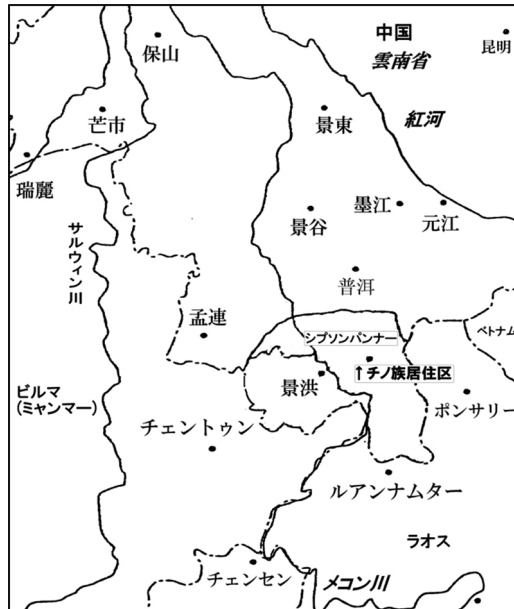 中国
雲南省
昆明
保山
芒市
景東
紅河
瑞麗
景谷
墨江
元江
サルウィン川
普洱
孟連
シプソンパンナー
ベトナム
↑チノ族居住区
景洪
ビルマ
(ミャンマー)
ポンサリー
チェントゥン
ルアンナムター
ラオス
チェンセン
メコン川